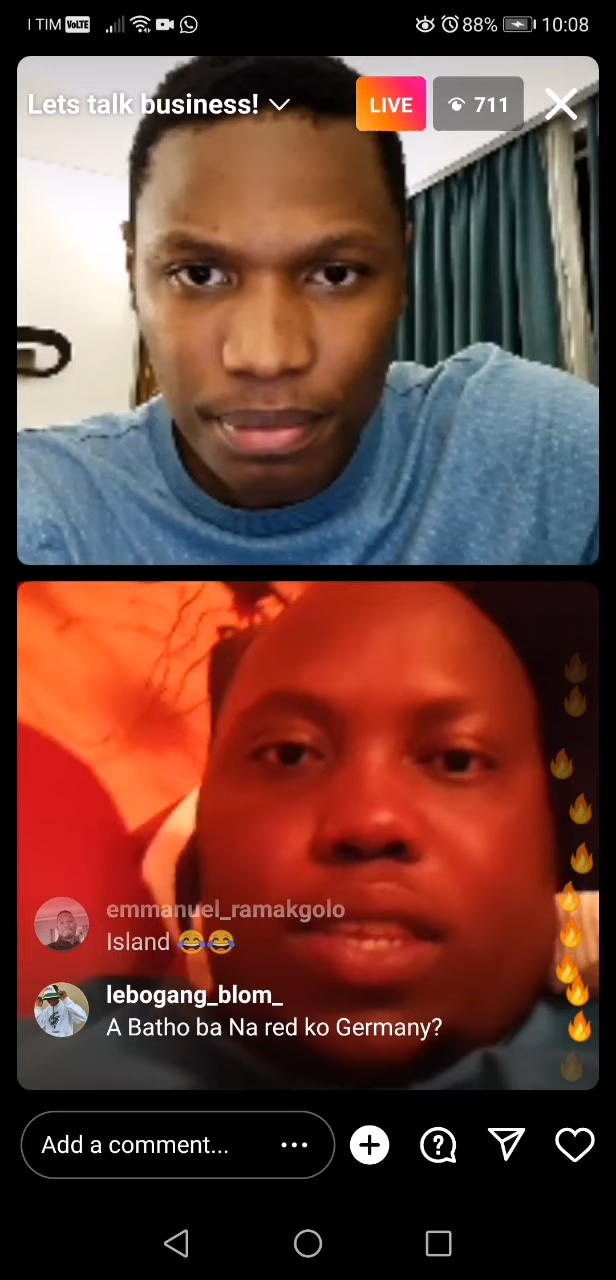 I TIM VoLTE 88% 10:08
Lets talk business! LIVE 711
emmanuel_ramakgolo
Island 😂😂
lebogang_blom_
A Batho ba Na red ko Germany?
Add a comment...